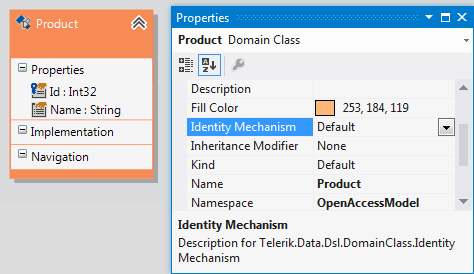 Product
Properties
Id : Int32
Name : String
Implementation
Navigation
Properties
Product Domain Class
Description
Fill Color 253, 184, 119
Identity Mechanism Default
Inheritance Modifier None
Kind Default
Name Product
Namespace OpenAccessModel
Identity Mechanism
Description for Telerik.Data.Dsl.DomainClass.Identity
Mechanism